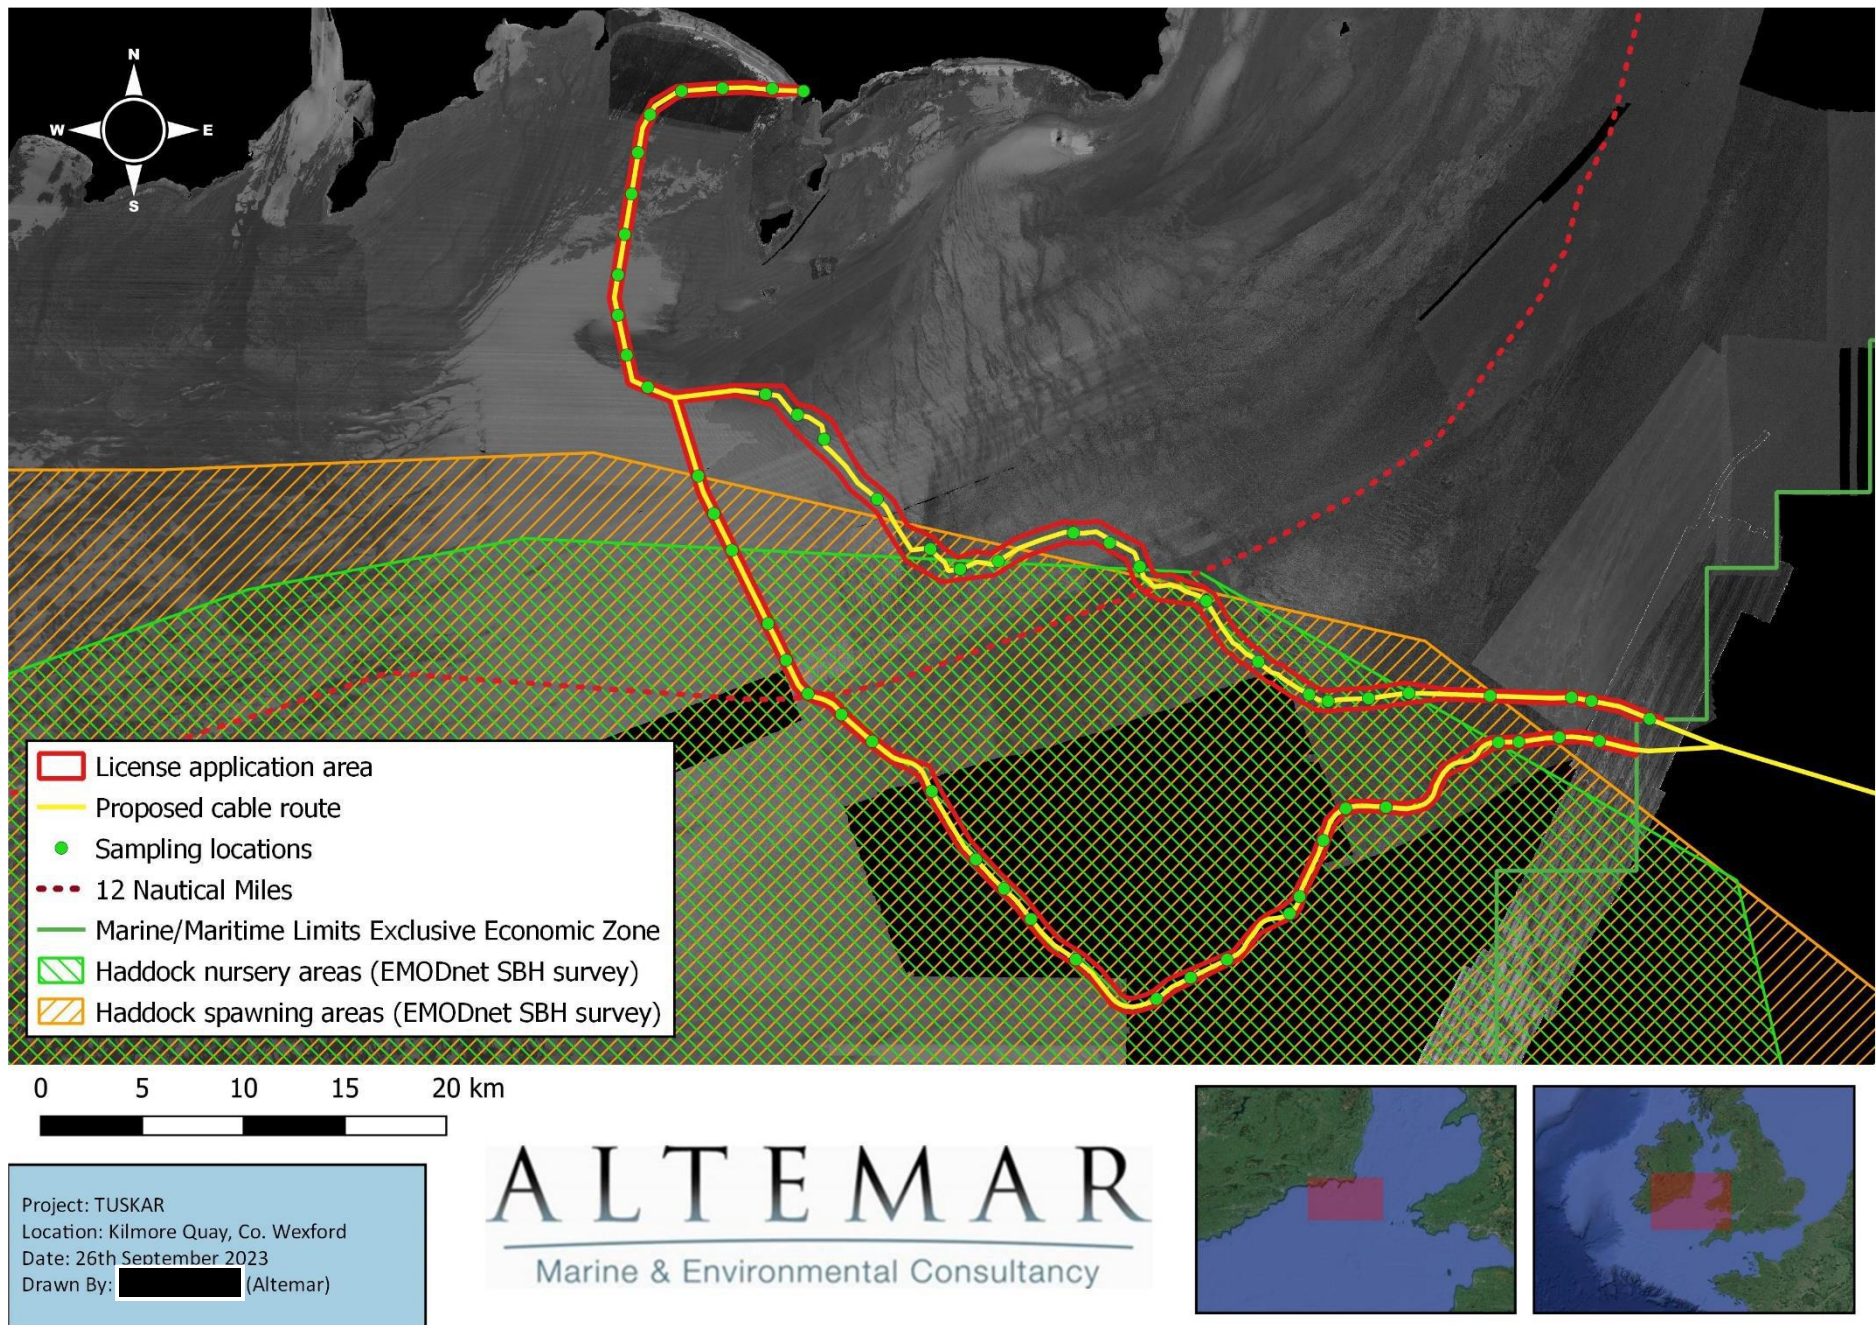 N
W E
S
License application area
Proposed cable route
Sampling locations
12 Nautical Miles
Marine/Maritime Limits Exclusive Economic Zone
Haddock nursery areas (EMODnet SBH survey)
Haddock spawning areas (EMODnet SBH survey)
0 5 10 15 20 km
Project: TUSKAR
Location: Kilmore Quay, Co. Wexford
Date: 26th September 2023
Drawn By: (Altemar)
ALTEMAR
Marine & Environmental Consultancy